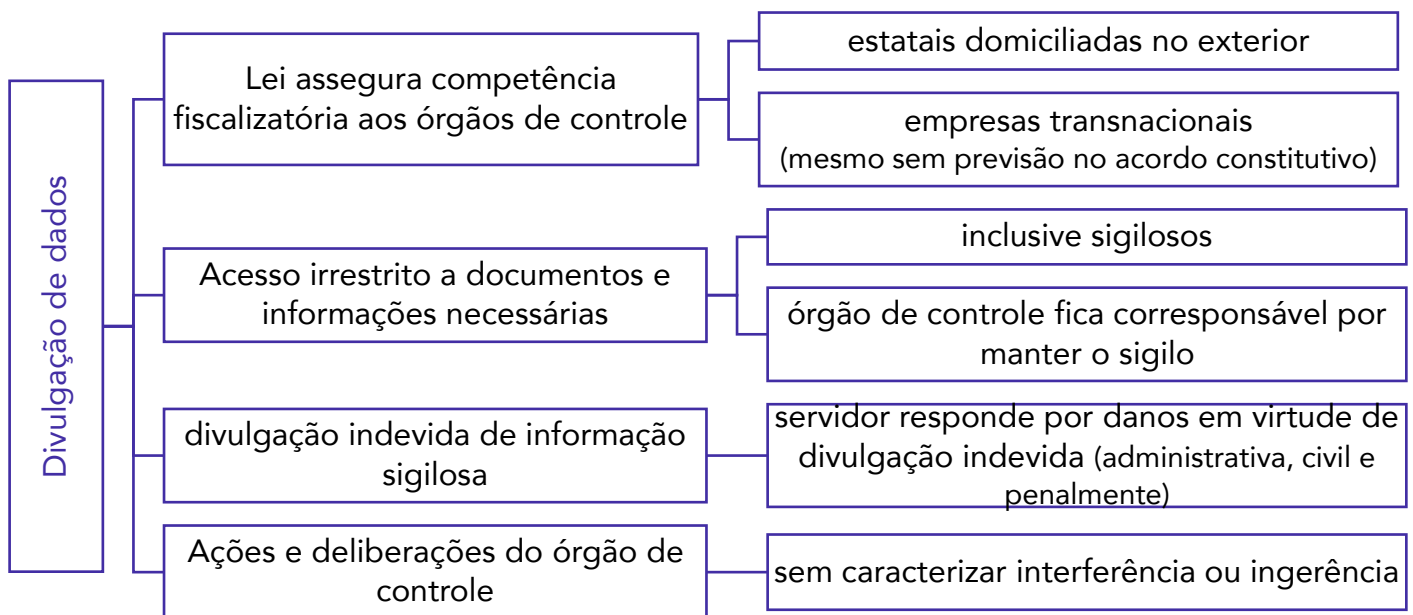 Divulgação de dados
Lei assegura competência
fiscalizatória aos órgãos de controle
estatais domiciliadas no exterior
empresas transnacionais
(mesmo sem previsão no acordo constitutivo)
Acesso irrestrito a documentos e
informações necessárias
inclusive sigilosos
órgão de controle fica corresponsável por
manter o sigilo
divulgação indevida de informação
sigilosa
servidor responde por danos em virtude de
divulgação indevida (administrativa, civil e
penalmente)
Ações e deliberações do órgão de
controle
sem caracterizar interferência ou ingerência